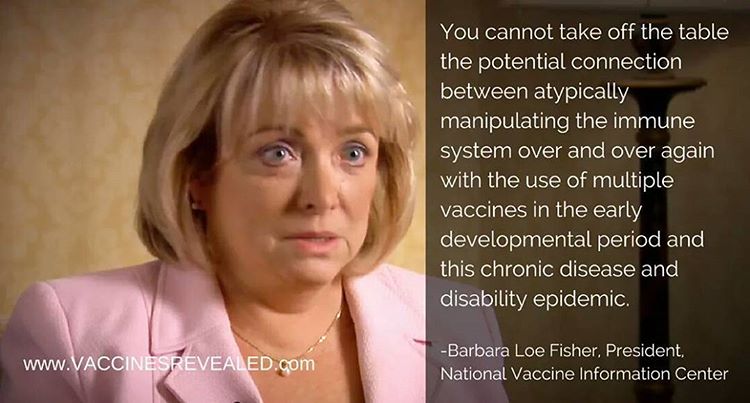 You cannot take off the table
the potential connection
between atypically
manipulating the immune
system over and over again
with the use of multiple
vaccines in the early
developmental period and
this chronic disease and
disability epidemic.
-Barbara Loe Fisher, President,
National Vaccine Information Center
www.VACCINESREVEALED.com